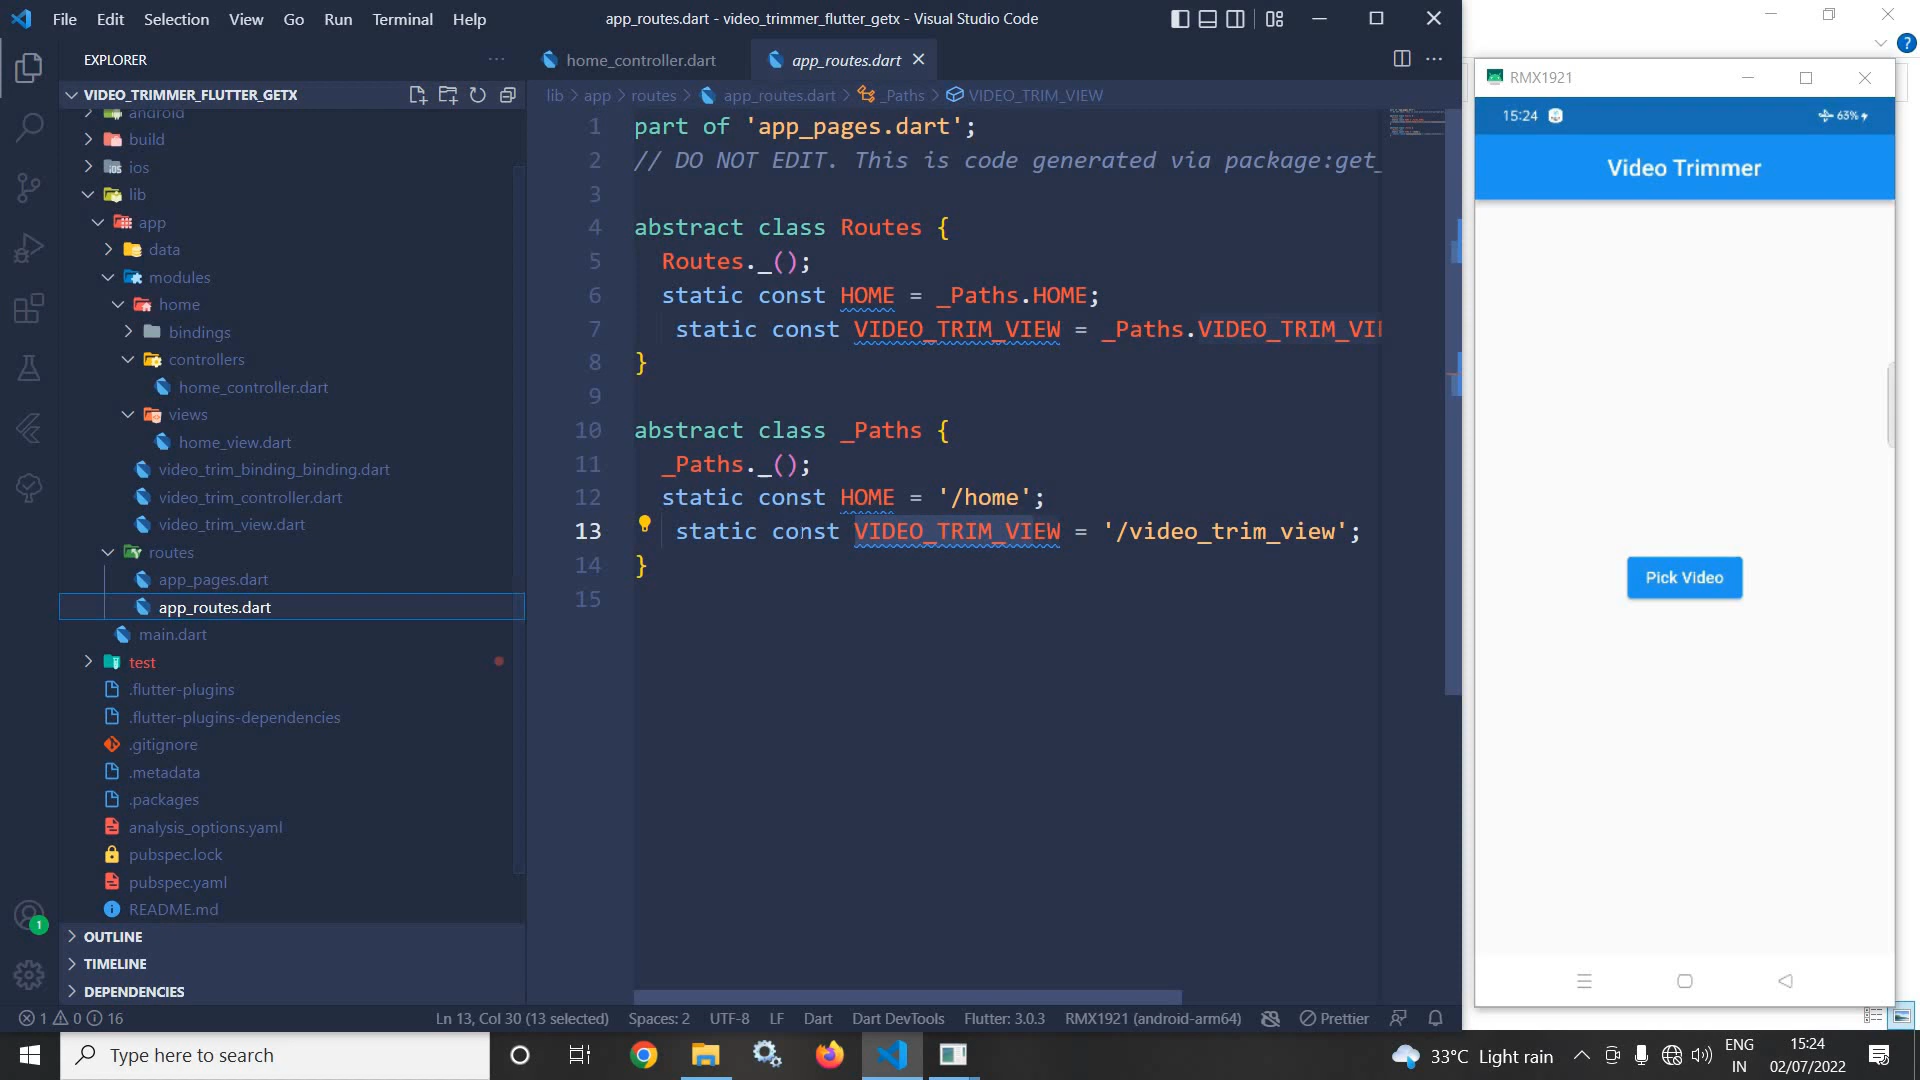 File Edit Selection View Go Run Terminal Help
app_routes.dart - video_trimmer_flutter_getx - Visual Studio Code
EXPLORER
VIDEO_TRIMMER_FLUTTER_GETX
android
build
ios
lib
app
data
modules
home
bindings
controllers
home_controller.dart
views
home_view.dart
video_trim_binding_binding.dart
video_trim_controller.dart
video_trim_view.dart
routes
app_pages.dart
app_routes.dart
main.dart
test
.flutter-plugins
.flutter-plugins-dependencies
.gitignore
.metadata
.packages
analysis_options.yaml
pubspec.lock
pubspec.yaml
README.md
OUTLINE
TIMELINE
DEPENDENCIES
1
home_controller.dart app_routes.dart
lib > app > routes > app_routes.dart > _Paths > VIDEO_TRIM_VIEW
1 part of 'app_pages.dart';
2 // DO NOT EDIT. This is code generated via package:get_
3
4 abstract class Routes {
5 Routes._();
6 static const HOME = _Paths.HOME;
7 static const VIDEO_TRIM_VIEW = _Paths.VIDEO_TRIM_VIE
8 }
9
10 abstract class _Paths {
11 _Paths._();
12 static const HOME = '/home';
13 static const VIDEO_TRIM_VIEW = '/video_trim_view';
14 }
15
1 0 16 Ln 13, Col 30 (13 selected) Spaces: 2 UTF-8 LF Dart Dart DevTools Flutter: 3.0.3 RMX1921 (android-arm64) Prettier
RMX1921
15:24 63%
Video Trimmer
Pick Video
?
Type here to search
33°C Light rain
ENG
IN
15:24
02/07/2022